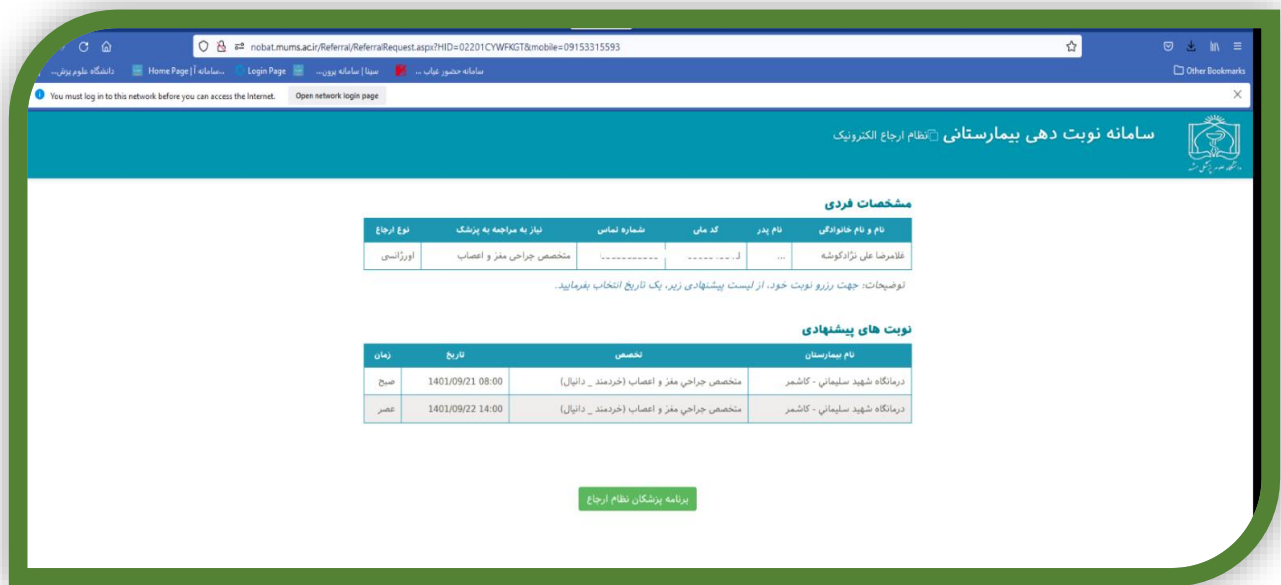 nobat.mums.ac.ir/Referral/ReferralRequest.aspx?HID=02201CYWFKGT&mobile=09153315593
دانشگاه علوم پزش... Home Page | سامانه آ... Login Page سینا | سامانه پرون... سامانه حضور غیاب ... Other Bookmarks
You must log in to this network before you can access the Internet. Open network login page
سامانه نوبت دهی بیمارستانی نظام ارجاع الکترونیک
مشخصات فردی
نام و نام خانوادگی نام پدر کد ملی شماره تماس نیاز به مراجعه به پزشک نوع ارجاع
غلامرضا علی نژادکوشه ... متخصص جراحی مغز و اعصاب اورژانسی
توضیحات: جهت رزرو نوبت خود، از لیست پیشنهادی زیر، یک تاریخ انتخاب بفرمایید.
نوبت های پیشنهادی
نام بیمارستان تخصص تاریخ زمان
درمانگاه شهید سلیمانی - کاشمر متخصص جراحی مغز و اعصاب (خردمند _ دانیال) 1401/09/21 08:00 صبح
درمانگاه شهید سلیمانی - کاشمر متخصص جراحی مغز و اعصاب (خردمند _ دانیال) 1401/09/22 14:00 عصر
برنامه پزشکان نظام ارجاع